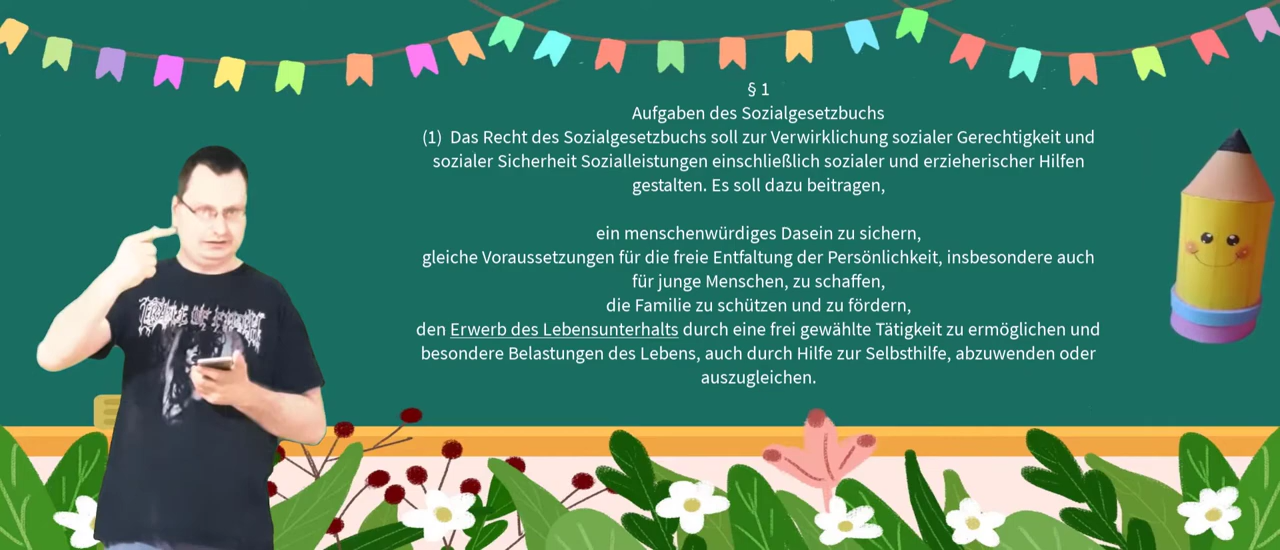 § 1
Aufgaben des Sozialgesetzbuchs
(1) Das Recht des Sozialgesetzbuchs soll zur Verwirklichung sozialer Gerechtigkeit und
sozialer Sicherheit Sozialleistungen einschließlich sozialer und erzieherischer Hilfen
gestalten. Es soll dazu beitragen,
ein menschenwürdiges Dasein zu sichern,
gleiche Voraussetzungen für die freie Entfaltung der Persönlichkeit, insbesondere auch
für junge Menschen, zu schaffen,
die Familie zu schützen und zu fördern,
den Erwerb des Lebensunterhalts durch eine frei gewählte Tätigkeit zu ermöglichen und
besondere Belastungen des Lebens, auch durch Hilfe zur Selbsthilfe, abzuwenden oder
auszugleichen.